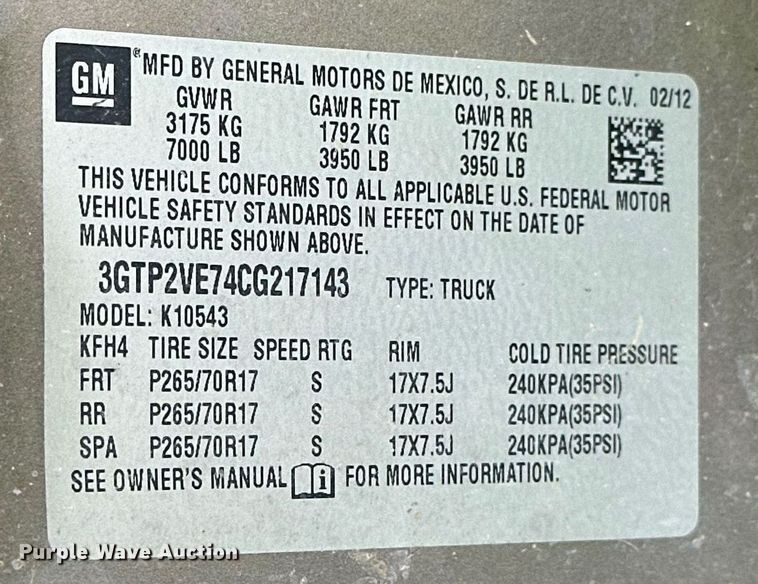 GM
® MFD BY GENERAL MOTORS DE MEXICO, S. DE R.L. DE C.V. 02/12
GVWR GAWR FRT GAWR RR
3175 KG 1792 KG 1792 KG
7000 LB 3950 LB 3950 LB
THIS VEHICLE CONFORMS TO ALL APPLICABLE U.S. FEDERAL MOTOR
VEHICLE SAFETY STANDARDS IN EFFECT ON THE DATE OF
MANUFACTURE SHOWN ABOVE.
3GTP2VE74CG217143 TYPE: TRUCK
MODEL: K10543
KFH4 TIRE SIZE SPEED RTG RIM COLD TIRE PRESSURE
FRT P265/70R17 S 17X7.5J 240KPA(35PSI)
RR P265/70R17 S 17X7.5J 240KPA(35PSI)
SPA P265/70R17 S 17X7.5J 240KPA(35PSI)
SEE OWNER'S MANUAL i FOR MORE INFORMATION.
Purple Wave Auction